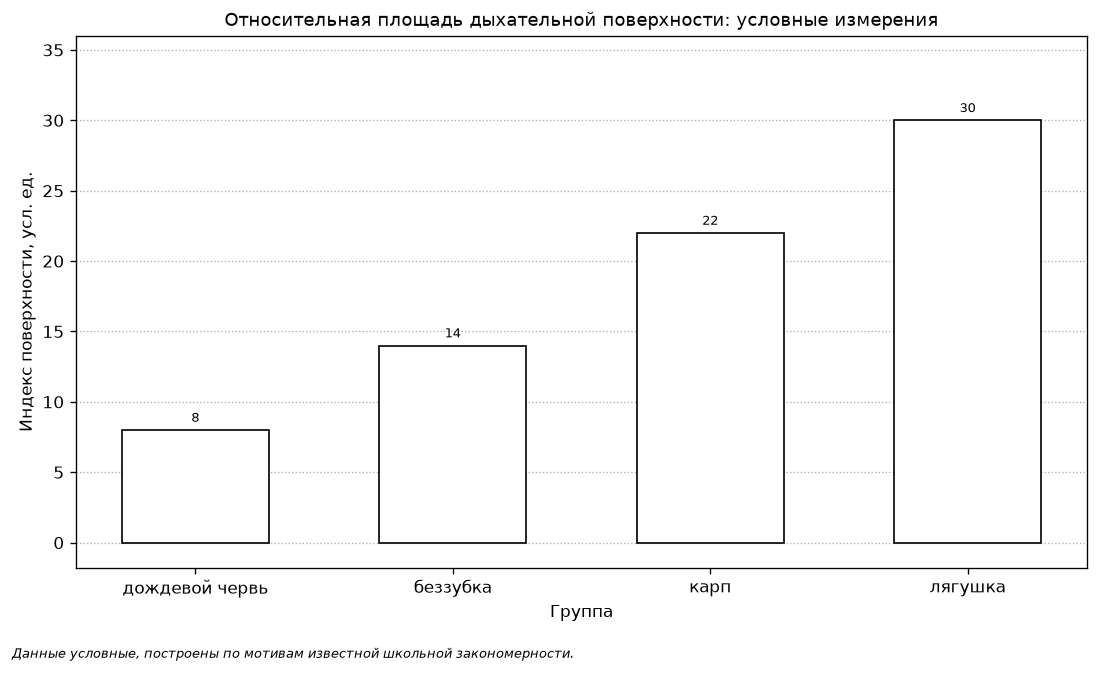 Относительная площадь дыхательной поверхности: условные измерения
Индекс поверхности, усл. ед.
35
30
25
20
15
10
5
0
8
14
22
30
дождевой червь
беззубка
карп
лягушка
Группа
Данные условные, построены по мотивам известной школьной закономерности.